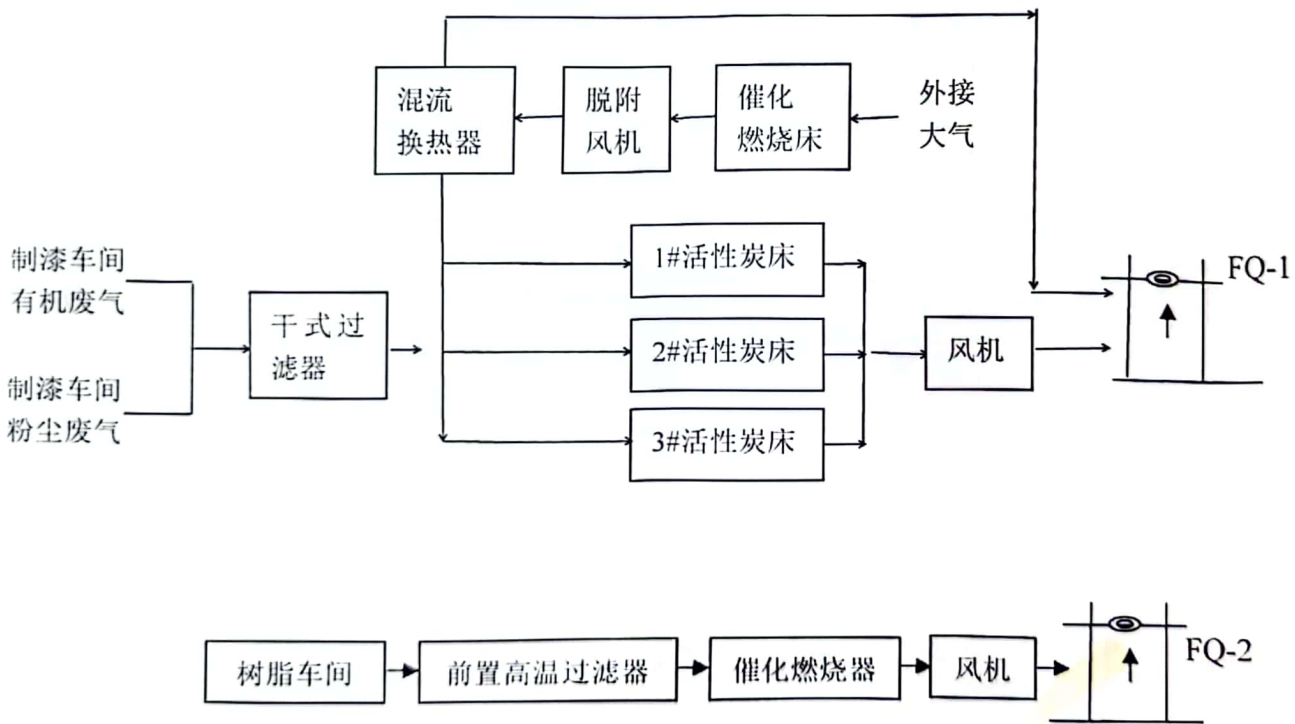 混流
换热器
脱附
风机
催化
燃烧床
外接
大气
制漆车间
有机废气
制漆车间
粉尘废气
干式过
滤器
1#活性炭床
2#活性炭床
3#活性炭床
风机
FQ-1
树脂车间
前置高温过滤器
催化燃烧器
风机
FQ-2